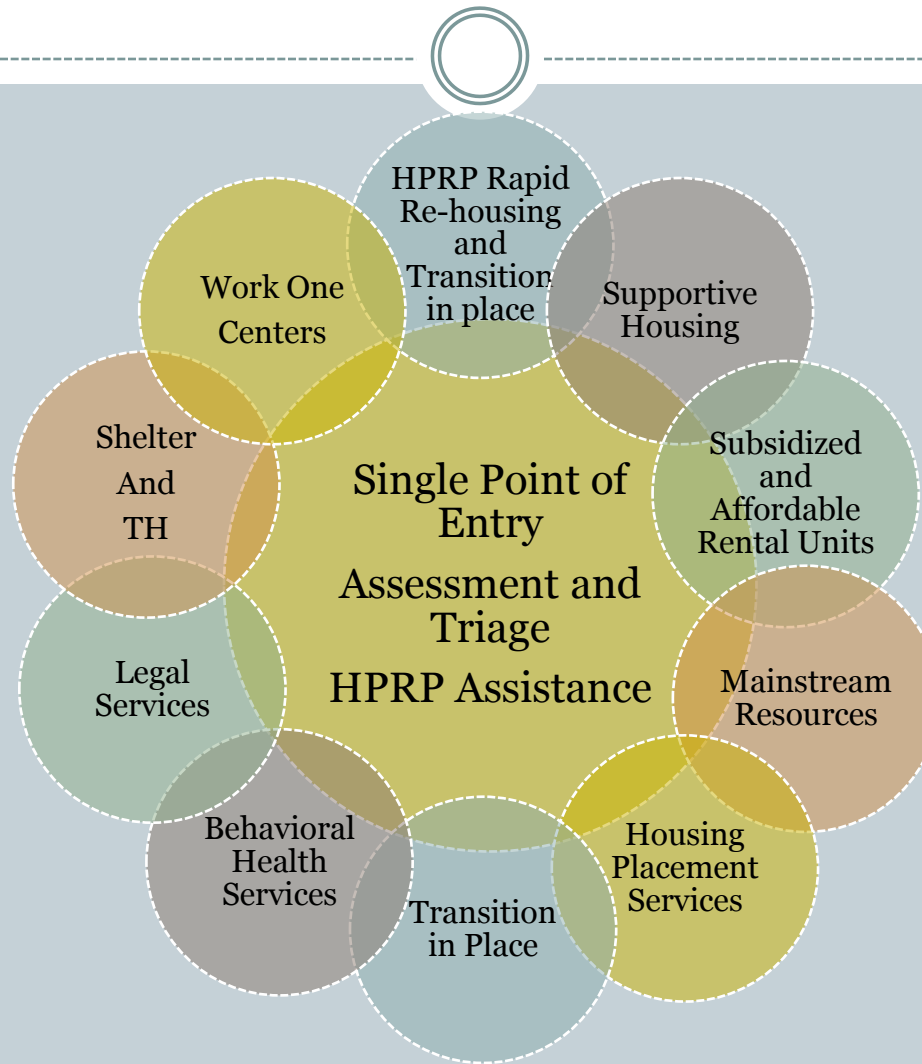 HPRP Rapid
Re-housing
and
Transition
in place
Supportive
Housing
Subsidized
and
Affordable
Rental Units
Mainstream
Resources
Housing
Placement
Services
Transition
in Place
Behavioral
Health
Services
Legal
Services
Shelter
And
TH
Work One
Centers
Single Point of
Entry
Assessment and
Triage
HPRP Assistance